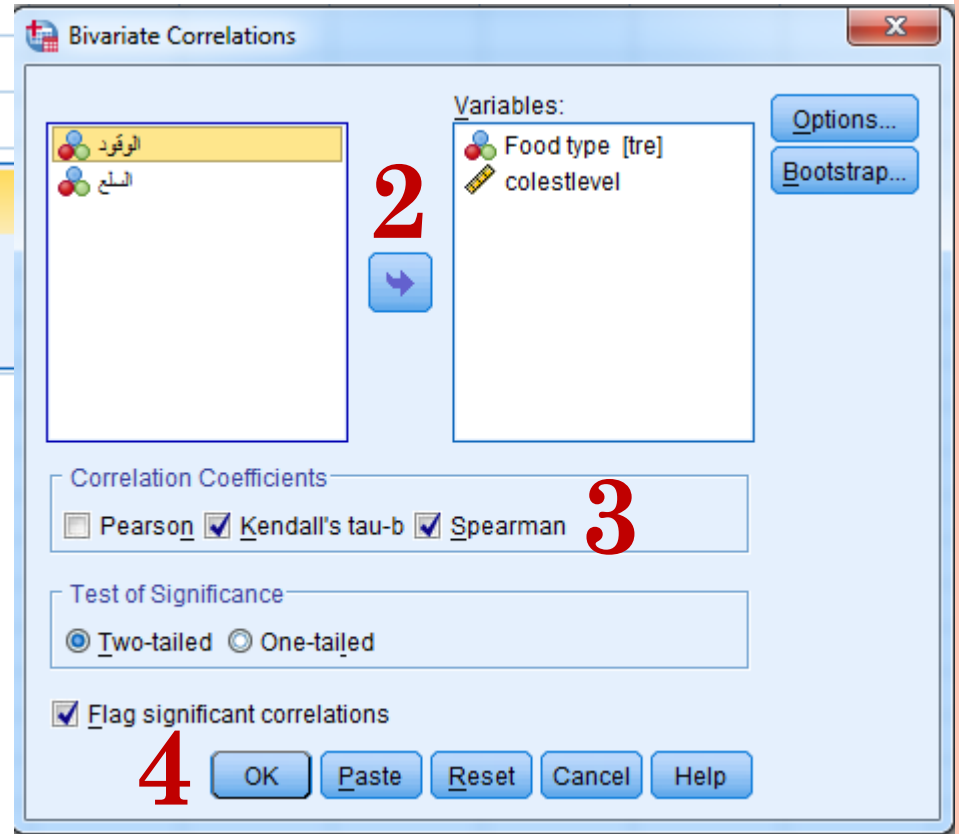 Bivariate Correlations
الوقود
السلع
2
Variables:
Food type [tre]
colestlevel
Options...
Bootstrap...
Correlation Coefficients
Pearson Kendall's tau-b Spearman
3
Test of Significance
Two-tailed One-tailed
Flag significant correlations
4
OK Paste Reset Cancel Help